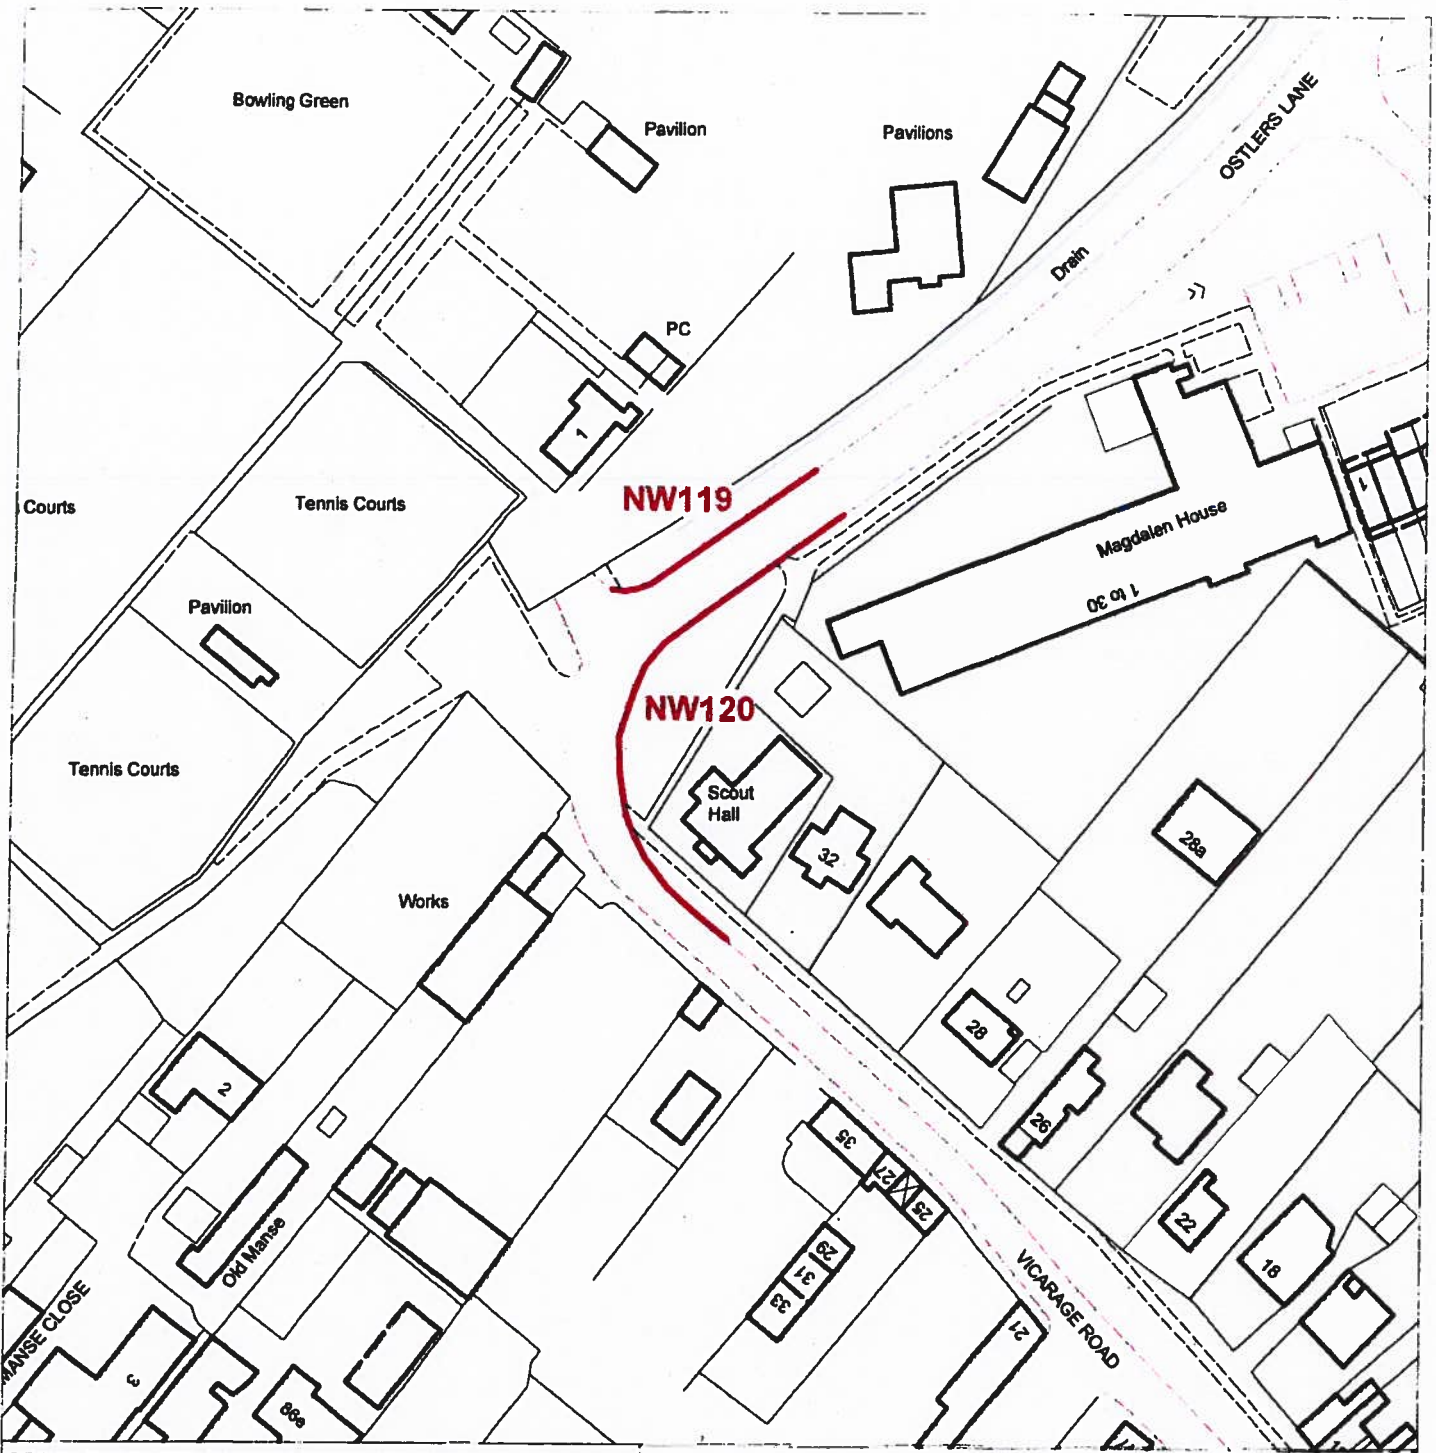 Bowling Green
Pavilion
Pavilions
OSTLERS LANE
Drain
PC
1
Courts
Tennis Courts
NW119
Magdalen House
1 to 30
1
Pavilion
NW120
Tennis Courts
Scout
Hall
32
28a
Works
28
2
26
35
27
25
22
Old Manse
29
31
33
18
VICARAGE ROAD
21
MANSE CLOSE
3